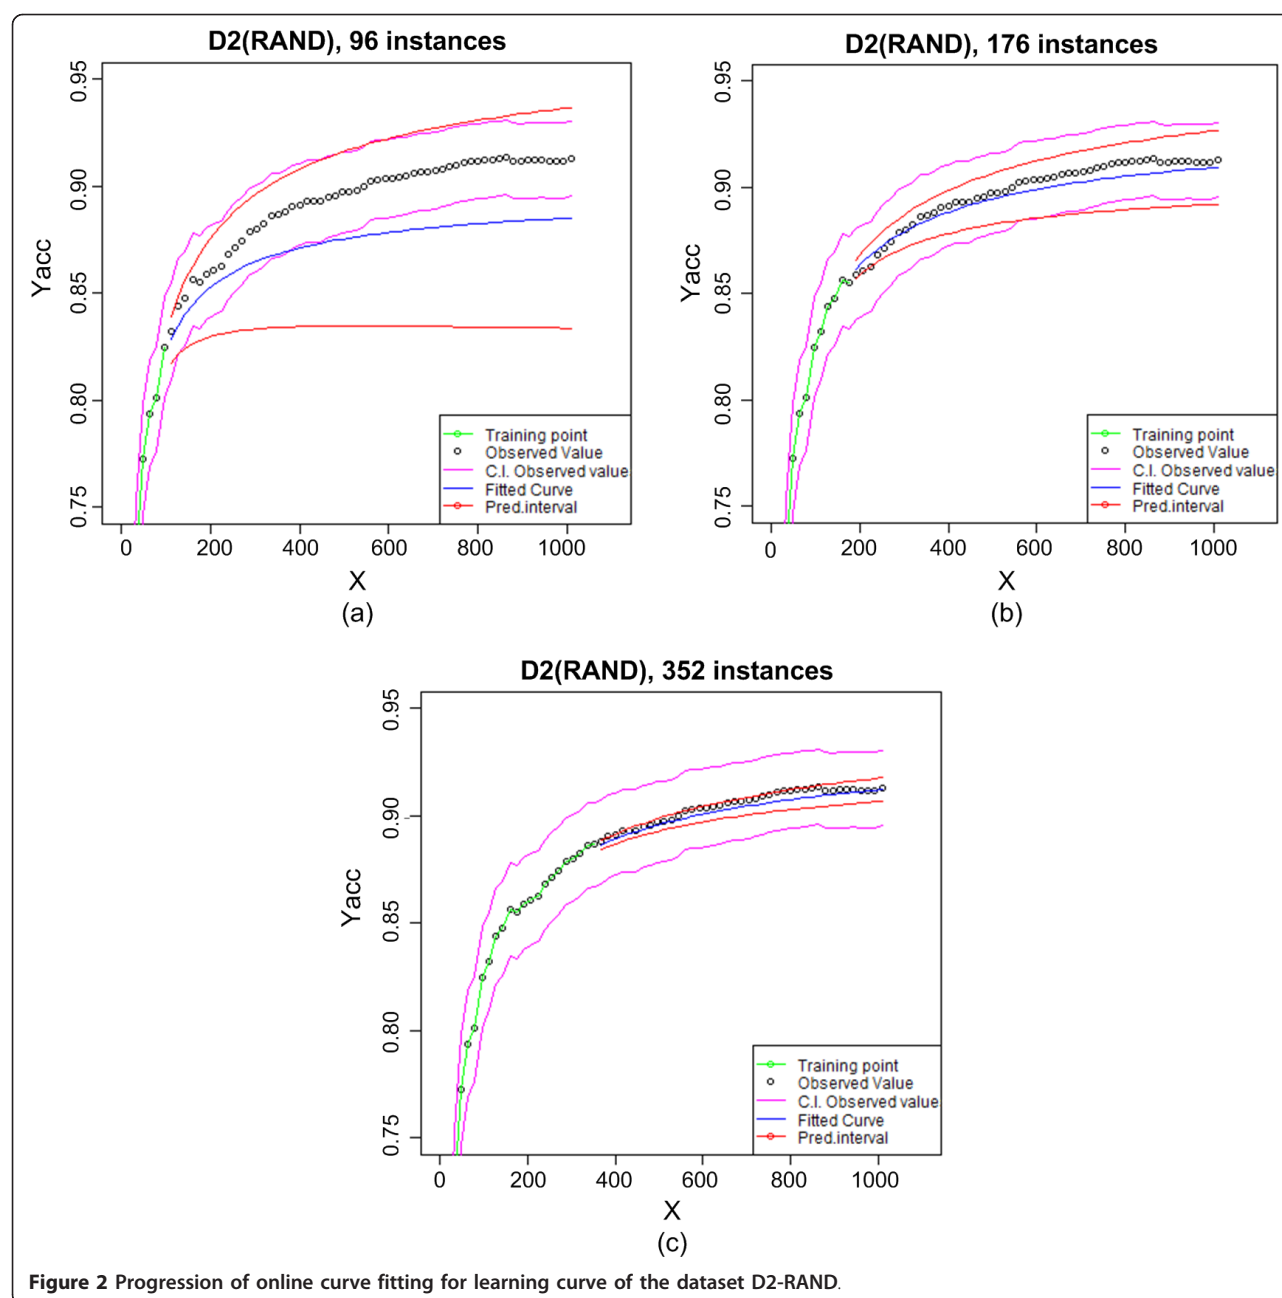 D2(RAND), 96 instances
Yacc
0.95
0.90
0.85
0.80
0.75
Training point
Observed Value
C.I. Observed value
Fitted Curve
Pred.interval
0 200 400 600 800 1000
X
(a)
D2(RAND), 176 instances
Yacc
0.95
0.90
0.85
0.80
0.75
Training point
Observed Value
C.I. Observed value
Fitted Curve
Pred.interval
0 200 400 600 800 1000
X
(b)
D2(RAND), 352 instances
Yacc
0.95
0.90
0.85
0.80
0.75
Training point
Observed Value
C.I. Observed value
Fitted Curve
Pred.interval
0 200 400 600 800 1000
X
(c)
Figure 2 Progression of online curve fitting for learning curve of the dataset D2-RAND.